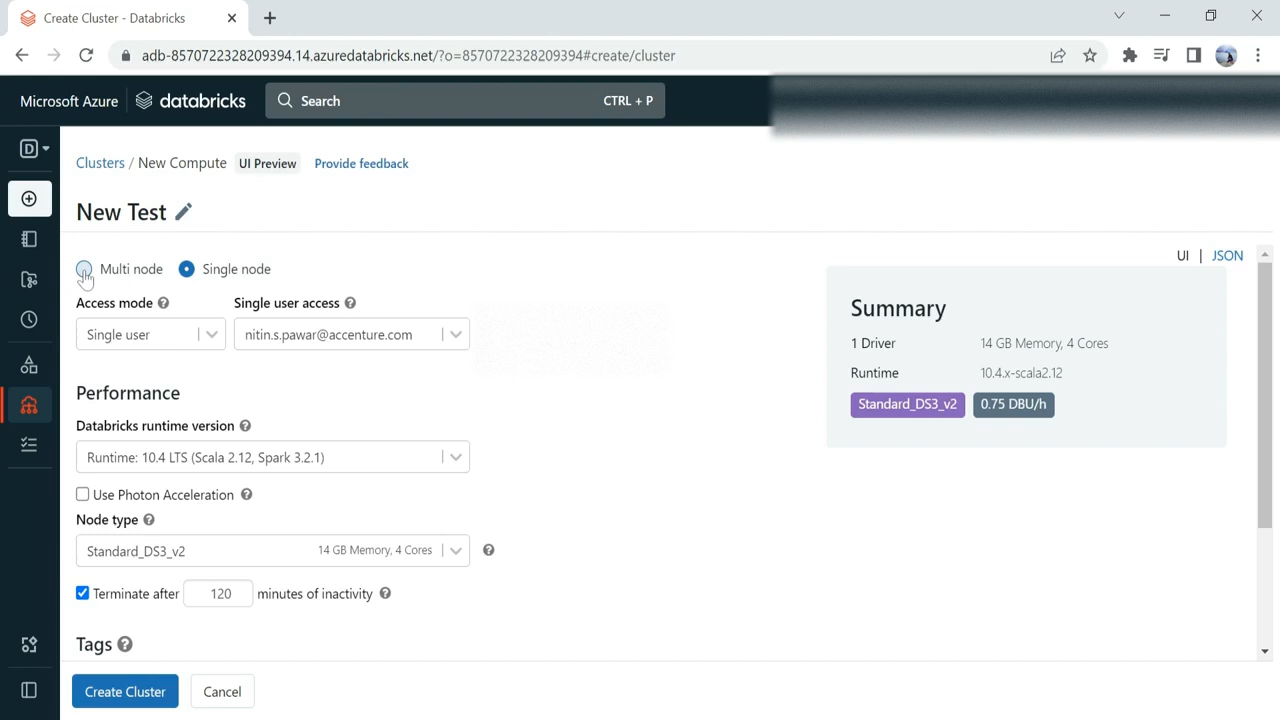 Create Cluster - Databricks
adb-8570722328209394.14.azuredatabricks.net/?o=8570722328209394#create/cluster
Microsoft Azure databricks Search CTRL + P
D
Clusters / New Compute UI Preview Provide feedback
New Test
UI | JSON
Multi node Single node
Access mode Single user access
Single user nitin.s.pawar@accenture.com
Performance
Databricks runtime version
Runtime: 10.4 LTS (Scala 2.12, Spark 3.2.1)
Use Photon Acceleration
Node type
Standard_DS3_v2 14 GB Memory, 4 Cores
Terminate after 120 minutes of inactivity
Tags
Create Cluster Cancel
Summary
1 Driver 14 GB Memory, 4 Cores
Runtime 10.4.x-scala2.12
Standard_DS3_v2 0.75 DBU/h